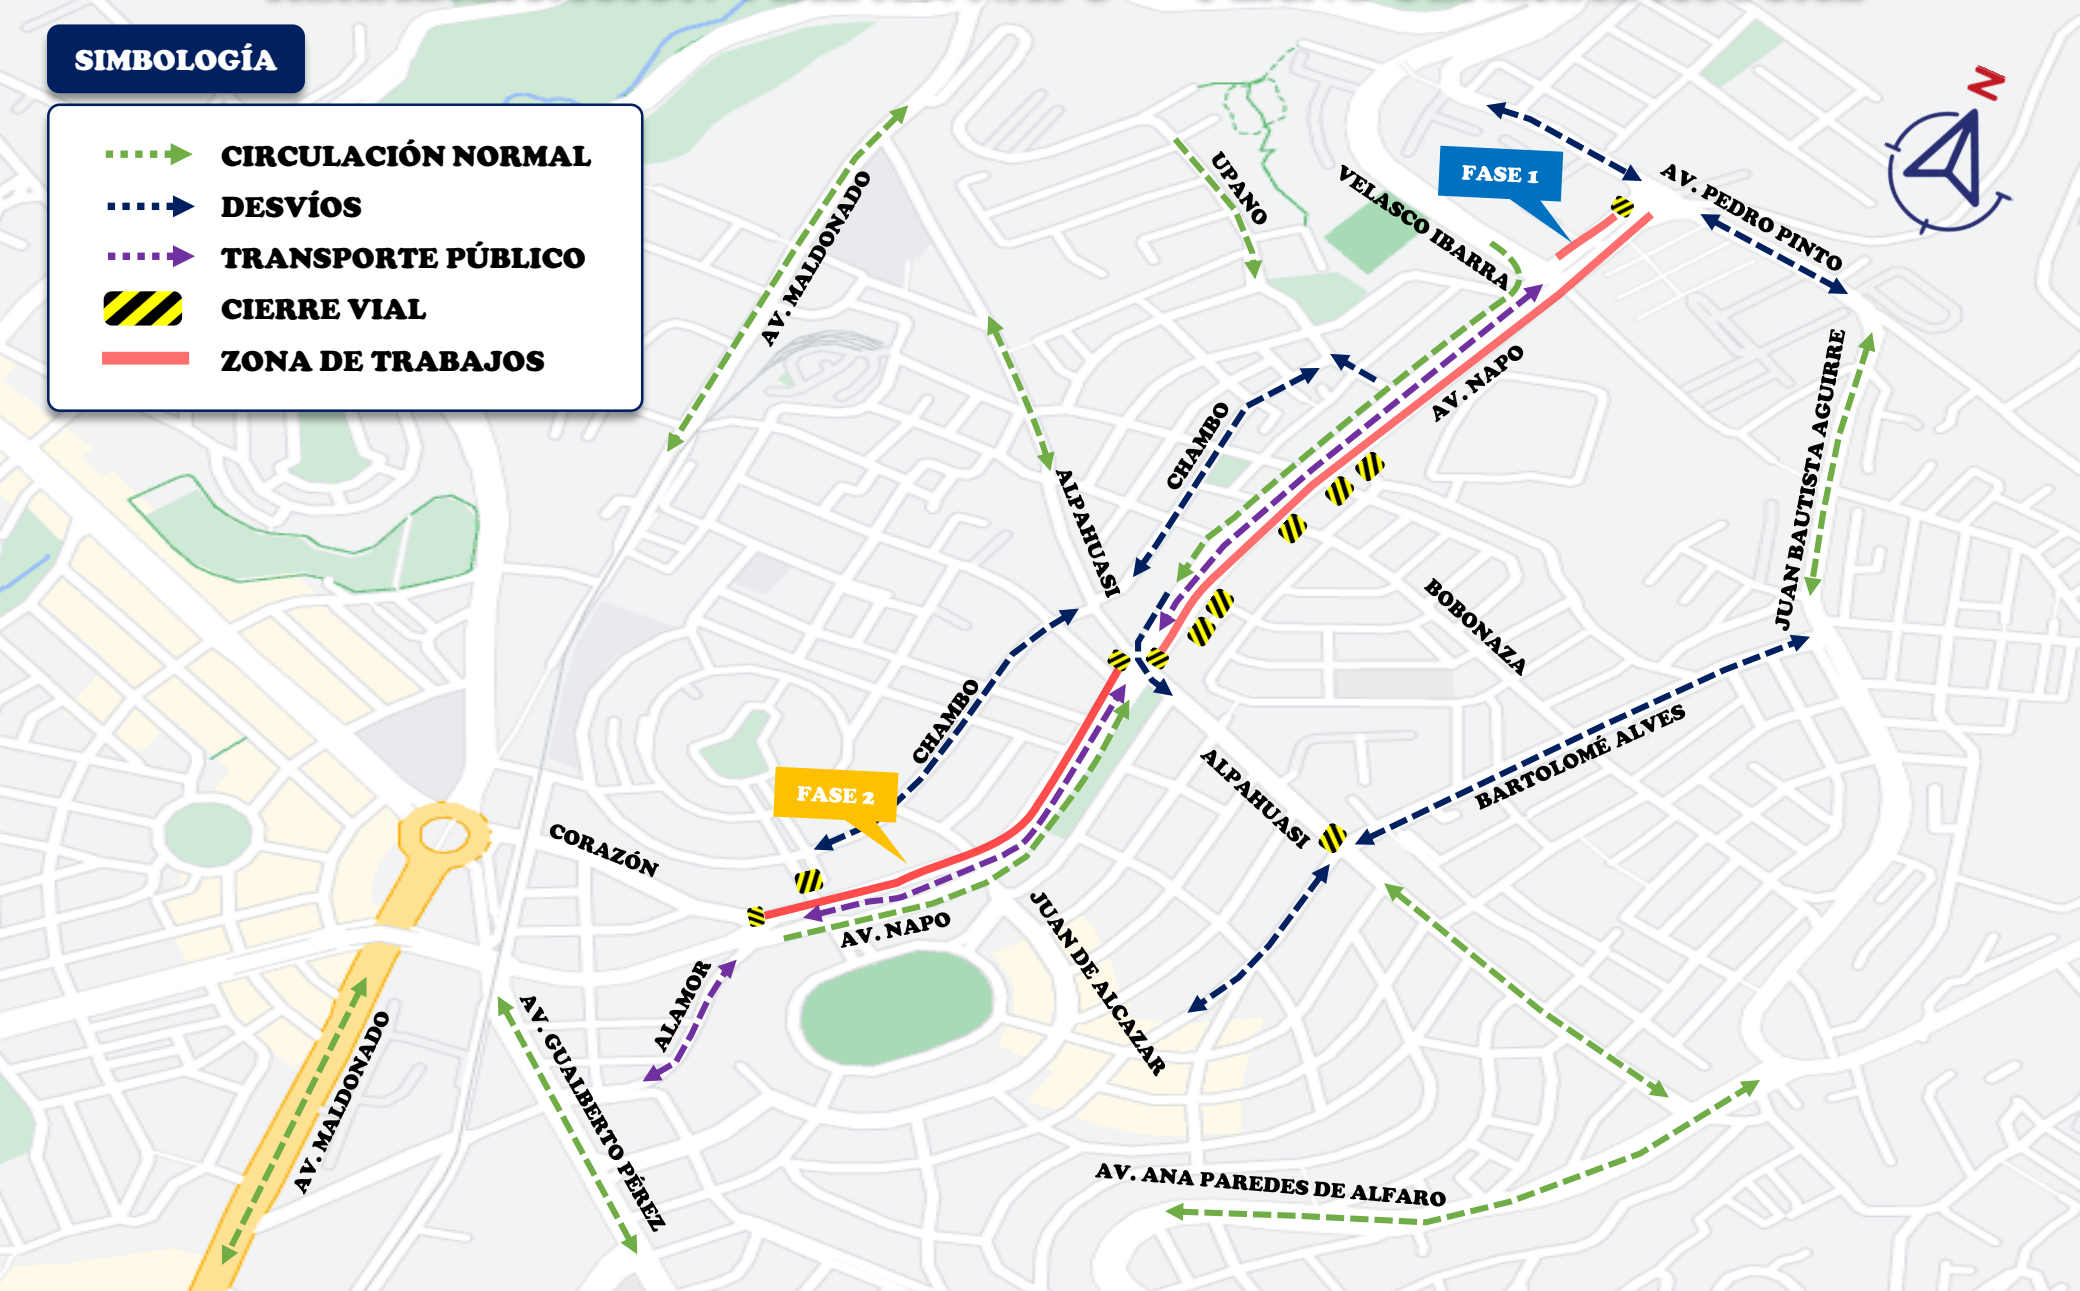 SIMBOLOGÍA
CIRCULACIÓN NORMAL
DESVÍOS
TRANSPORTE PÚBLICO
CIERRE VIAL
ZONA DE TRABAJOS
N
FASE 1
AV. PEDRO PINTO
UPANO
VELASCO IBARRA
AV. MALDONADO
AV. NAPO
CHAMBO
JUAN BAUTISTA AGUIRRE
ALPAHUASI
BOBONAZA
CHAMBO
BARTOLOMÉ ALVES
ALPAHUASI
FASE 2
CORAZÓN
AV. NAPO
JUAN DE ALCAZAR
ALAMOR
AV. GUALBERTO PÉREZ
AV. MALDONADO
AV. ANA PAREDES DE ALFARO